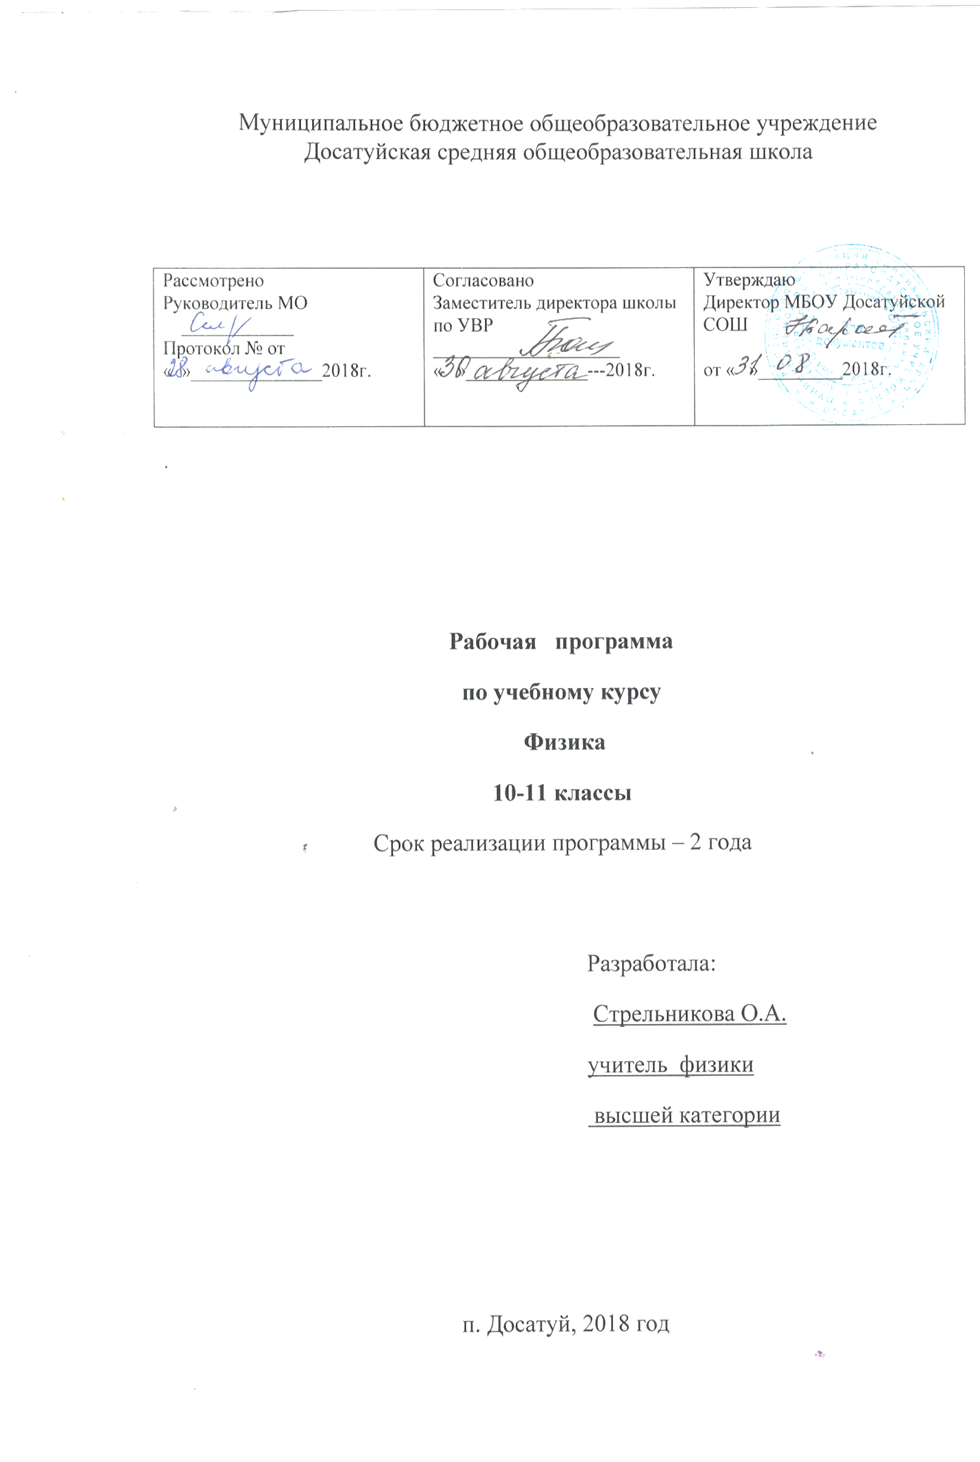 Муниципальное бюджетное общеобразовательное учреждение
Досатуйская средняя общеобразовательная школа
Рассмотрено
Руководитель МО
Протокол № от
«28» августа 2018г.
Согласовано
Заместитель директора школы
по УВР
«30» августа---2018г.
Утверждаю
Директор МБОУ Досатуйской
СОШ
от «31» 08 2018г.
Рабочая программа
по учебному курсу
Физика
10-11 классы
Срок реализации программы – 2 года
Разработала:
Стрельникова О.А.
учитель физики
высшей категории
п. Досатуй, 2018 год